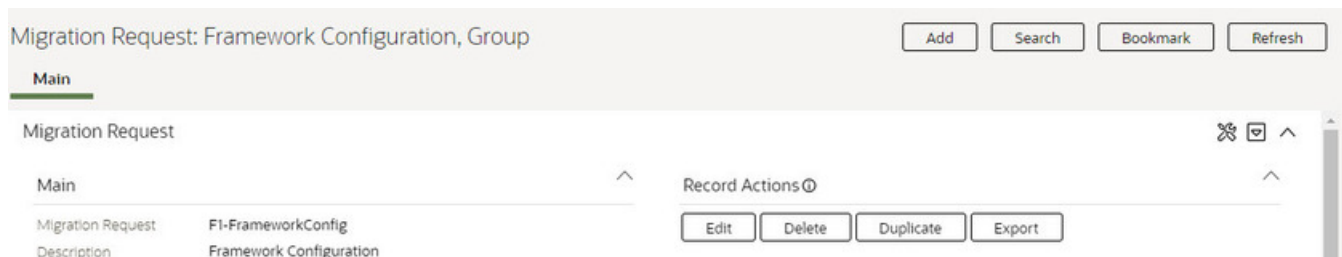 Migration Request: Framework Configuration, Group
Add Search Bookmark Refresh
Main
Migration Request
Main
Record Actions
Migration Request F1-FrameworkConfig
Edit Delete Duplicate Export
Description Framework Configuration